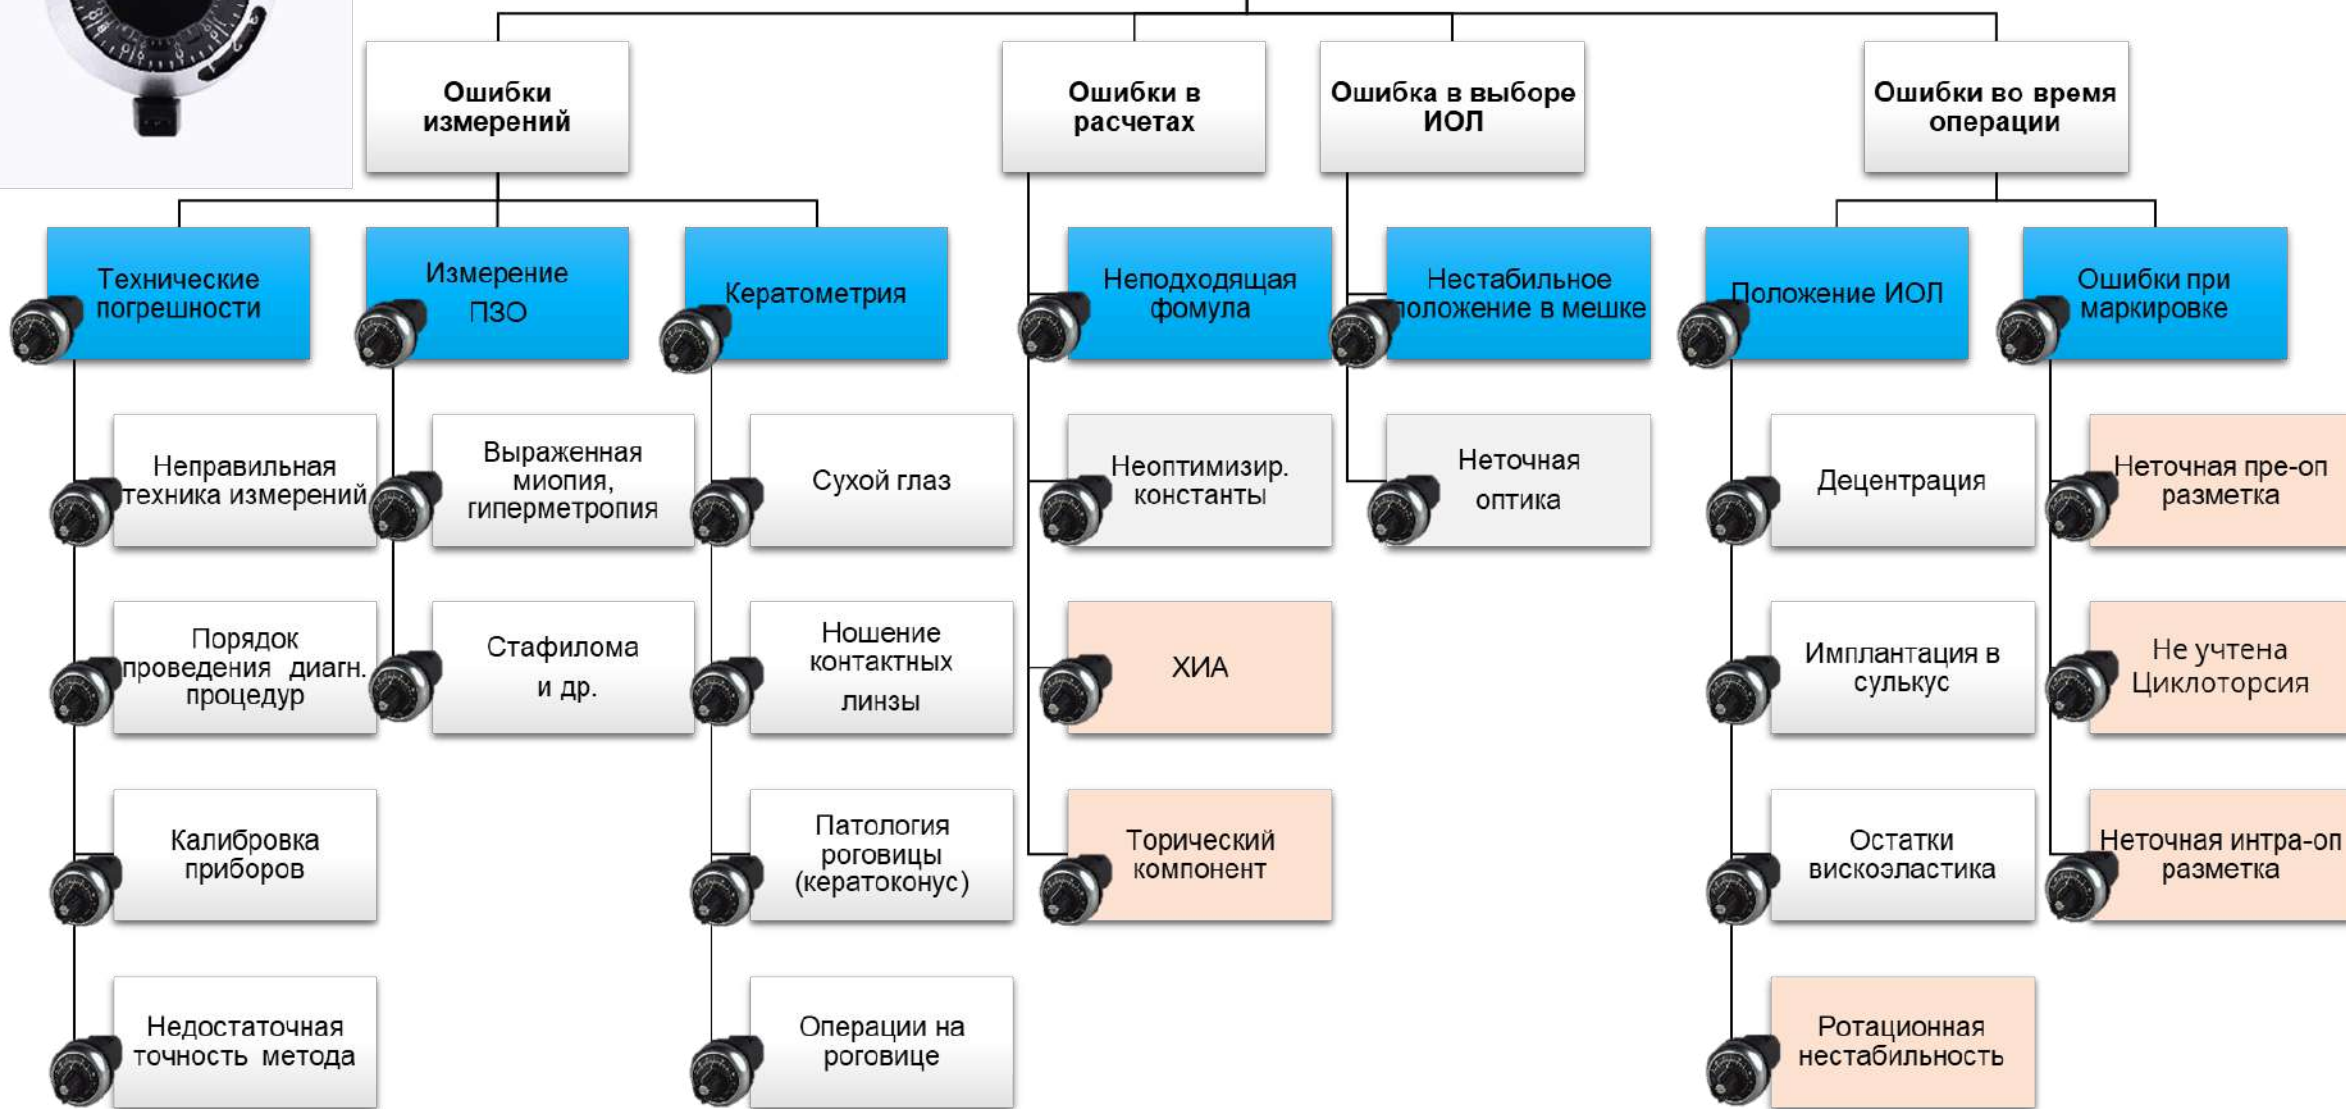 Ошибки
измерений
Ошибки в
расчетах
Ошибка в выборе
ИОЛ
Ошибки во время
операции
Технические
погрешности
Измерение
ПЗО
Кератометрия
Неподходящая
фомула
Нестабильное
положение в мешке
Положение ИОЛ
Ошибки при
маркировке
Неправильная
техника измерений
Выраженная
миопия,
гиперметропия
Сухой глаз
Неоптимизир.
константы
Неточная
оптика
Децентрация
Неточная пре-оп
разметка
Порядок
проведения диагн.
процедур
Стафилома
и др.
Ношение
контактных
линзы
ХИА
Имплантация в
сулькус
Не учтена
Циклоторсия
Калибровка
приборов
Патология
роговицы
(кератоконус)
Торический
компонент
Остатки
вискоэластика
Неточная интра-оп
разметка
Недостаточная
точность метода
Операции на
роговице
Ротационная
нестабильность